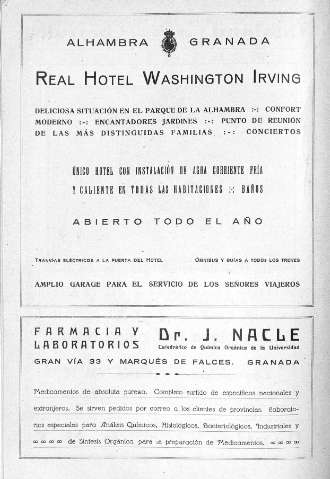 ALHAMBRA GRANADA
REAL HOTEL WASHINGTON IRVING
DELICIOSA SITUACIÓN EN EL PARQUE DE LA ALHAMBRA :-: CONFORT
MODERNO :-: ENCANTADORES JARDINES :-: PUNTO DE REUNIÓN
DE LAS MÁS DISTINGUIDAS FAMILIAS :-: CONCIERTOS
ÚNICO HOTEL CON INSTALACIÓN DE AGUA CORRIENTE FRÍA
Y CALIENTE EN TODAS LAS HABITACIONES :: BAÑOS
ABIERTO TODO EL AÑO
TRANVÍAS ELÉCTRICOS A LA PUERTA DEL HOTEL OMNIBUS Y GUÍAS A TODOS LOS TRENES
AMPLIO GARAGE PARA EL SERVICIO DE LOS SEÑORES VIAJEROS
FARMACIA Y
LABORATORIOS
Dr. J. NACLE
Catedrático de Química Orgánica de la Universidad
GRAN VÍA 33 Y MARQUÉS DE FALCES. GRANADA
Medicamentos de absoluta pureza. Completo surtido de específicos nacionales y
extranjeros. Se sirven pedidos por correo a los clientes de provincias. Laborato-
rios especiales para Análisis Químicos, Histológicos, Bacteriológicos, Industriales y
de Síntesis Orgánica para la preparación de Medicamentos.